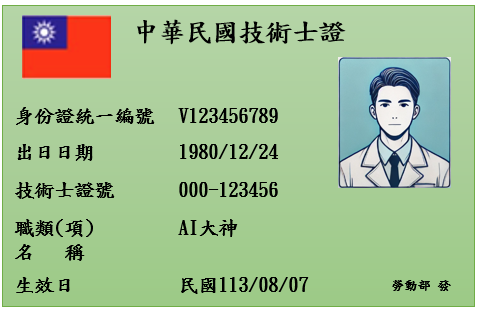 中華民國技術士證
身份證統一編號 V123456789
出日日期 1980/12/24
技術士證號 000-123456
職類(項) AI大神
名 稱
生效日 民國113/08/07
勞動部 發